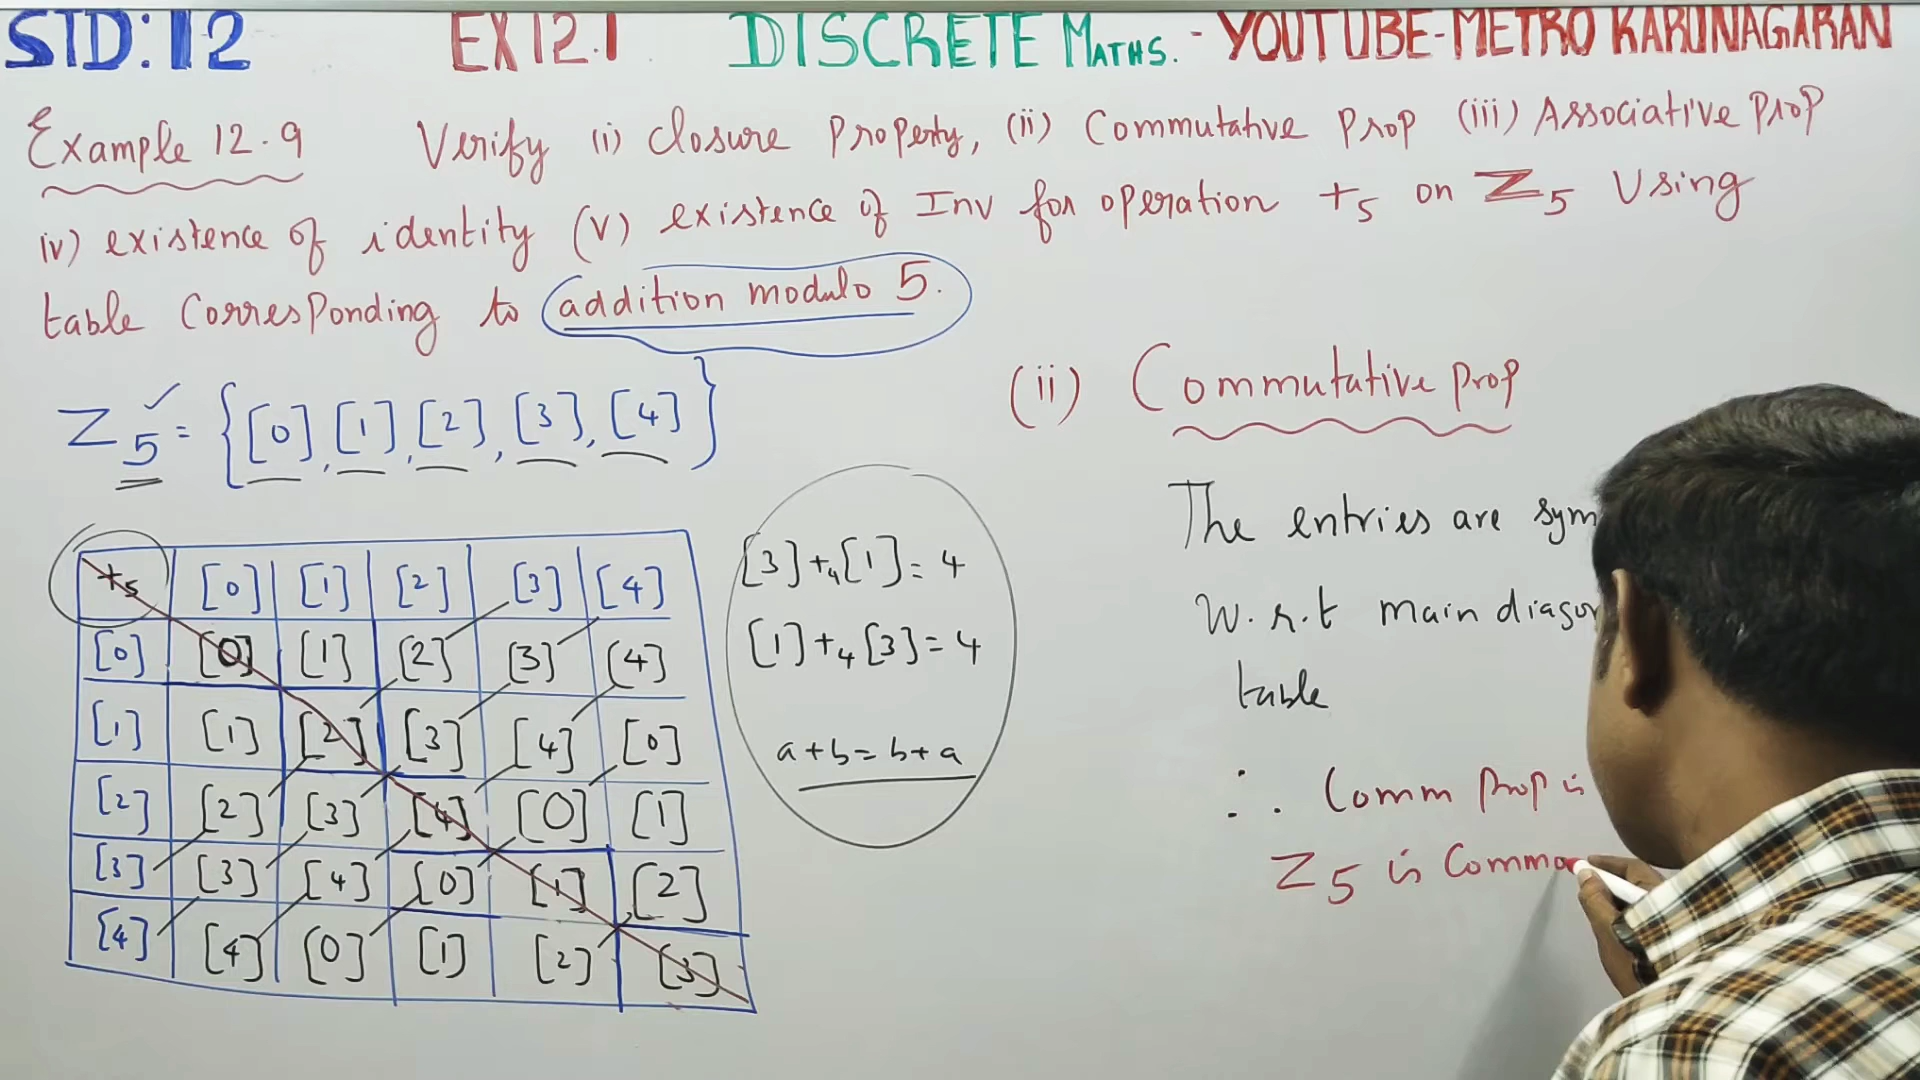 STD: 12 EX 12.1 DISCRETE MATHS. - YOUTUBE-METRO KARUNAGARAN
Example 12.9 Verify (i) closure Property, (ii) Commutative Prop (iii) Associative Prop
iv) existence of identity (v) existence of Inv for operation +5 on Z5 Using
table Corresponding to addition modulo 5.
Z5 = {[0], [1], [2], [3], [4]}
+5 [0] [1] [2] [3] [4]
[0] [0] [1] [2] [3] [4]
[1] [1] [2] [3] [4] [0]
[2] [2] [3] [4] [0] [1]
[3] [3] [4] [0] [1] [2]
[4] [4] [0] [1] [2] [3]
[3]+4[1]=4
[1]+4[3]=4
a+b=b+a
(ii) Commutative prop
The entries are
w.r.t main
table
∴ Comm prop is
Z5 is